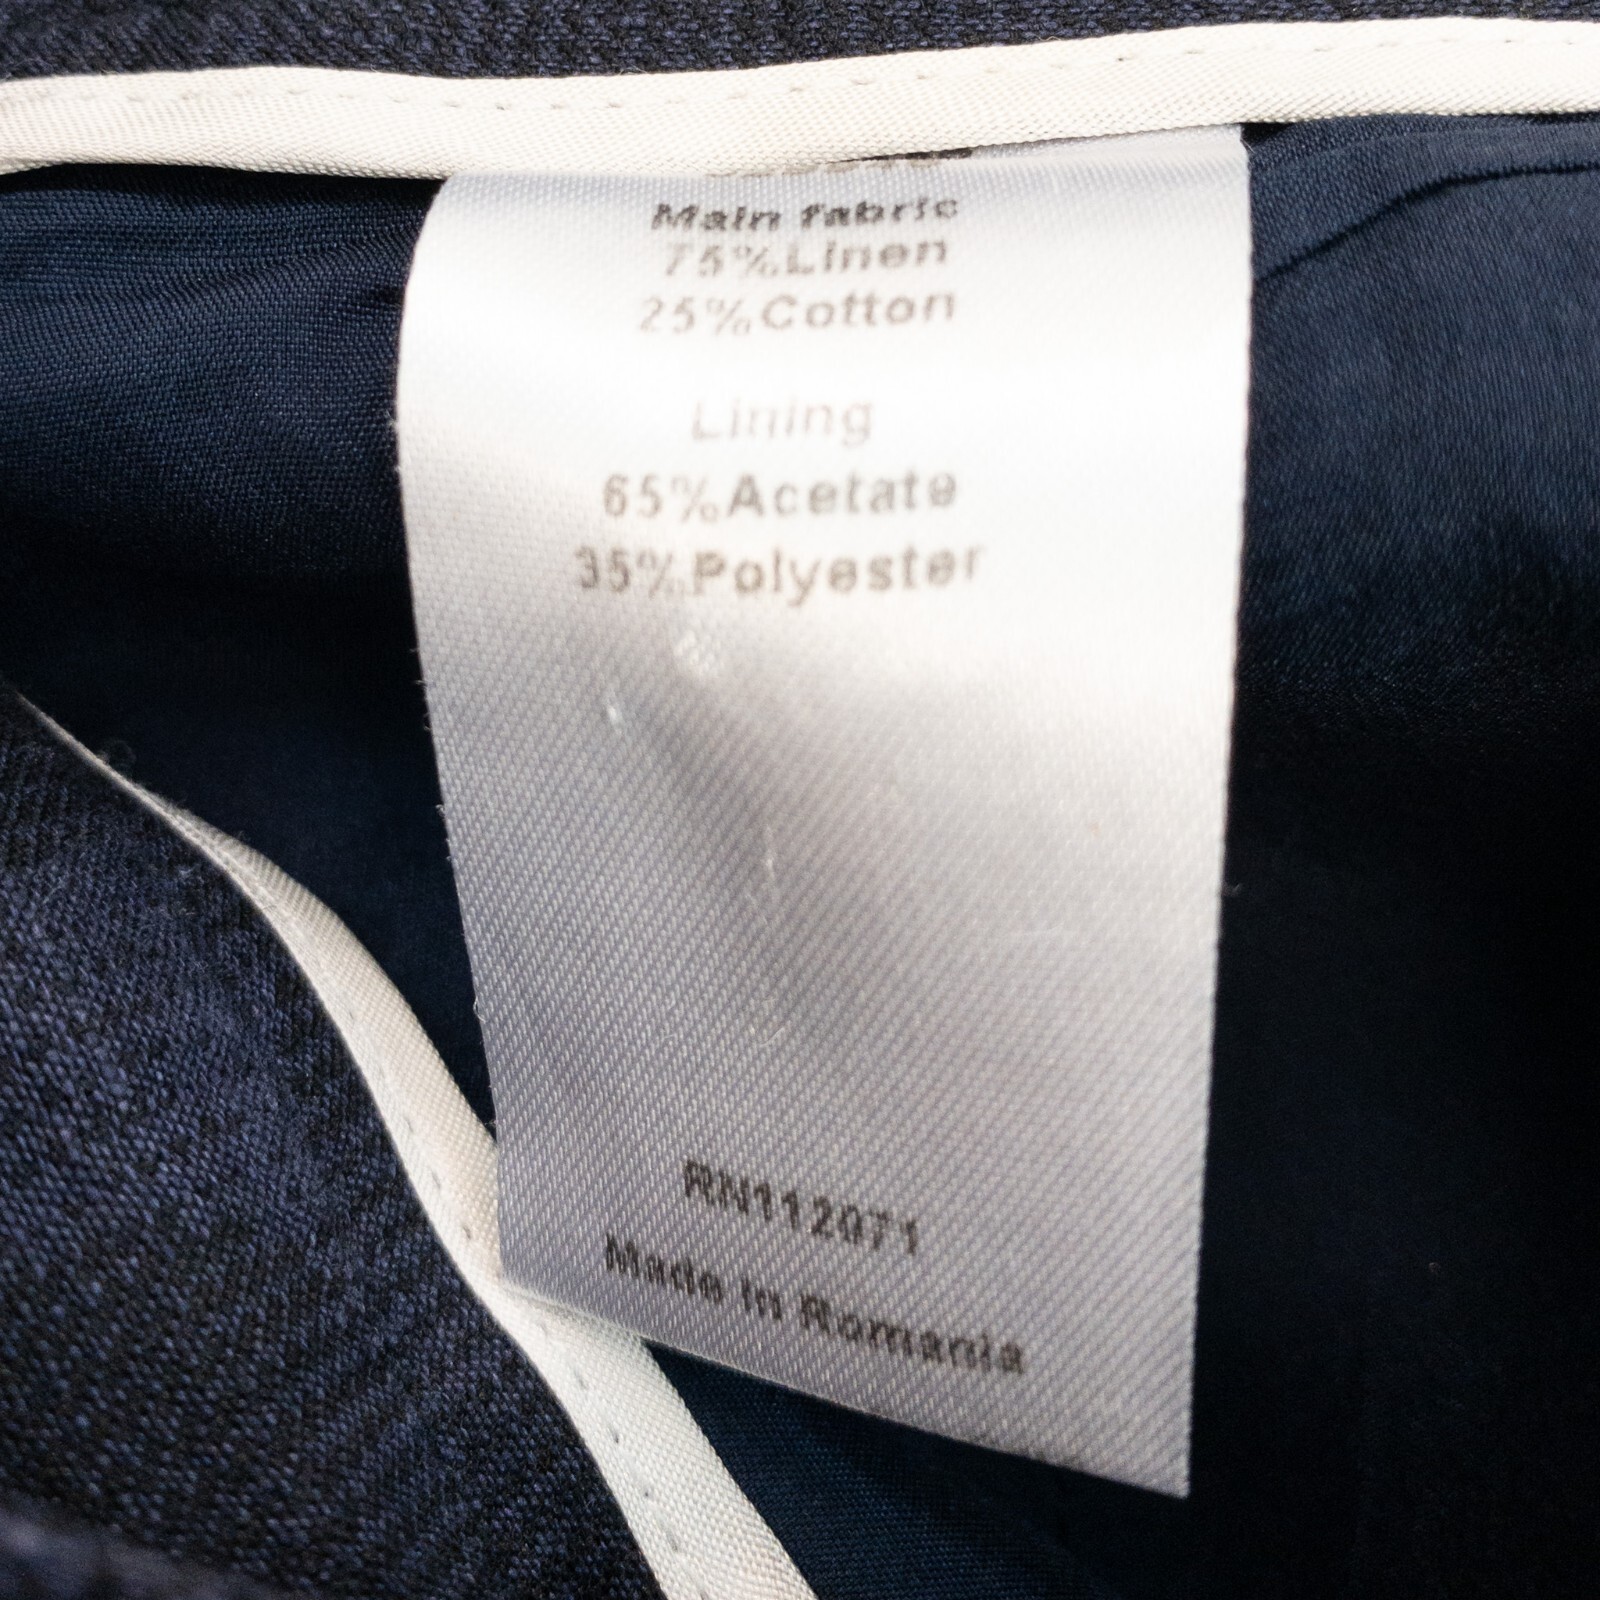 Main fabric
75%Linen
25%Cotton
Lining
65%Acetate
35%Polyester
RN112071
Made in Romania